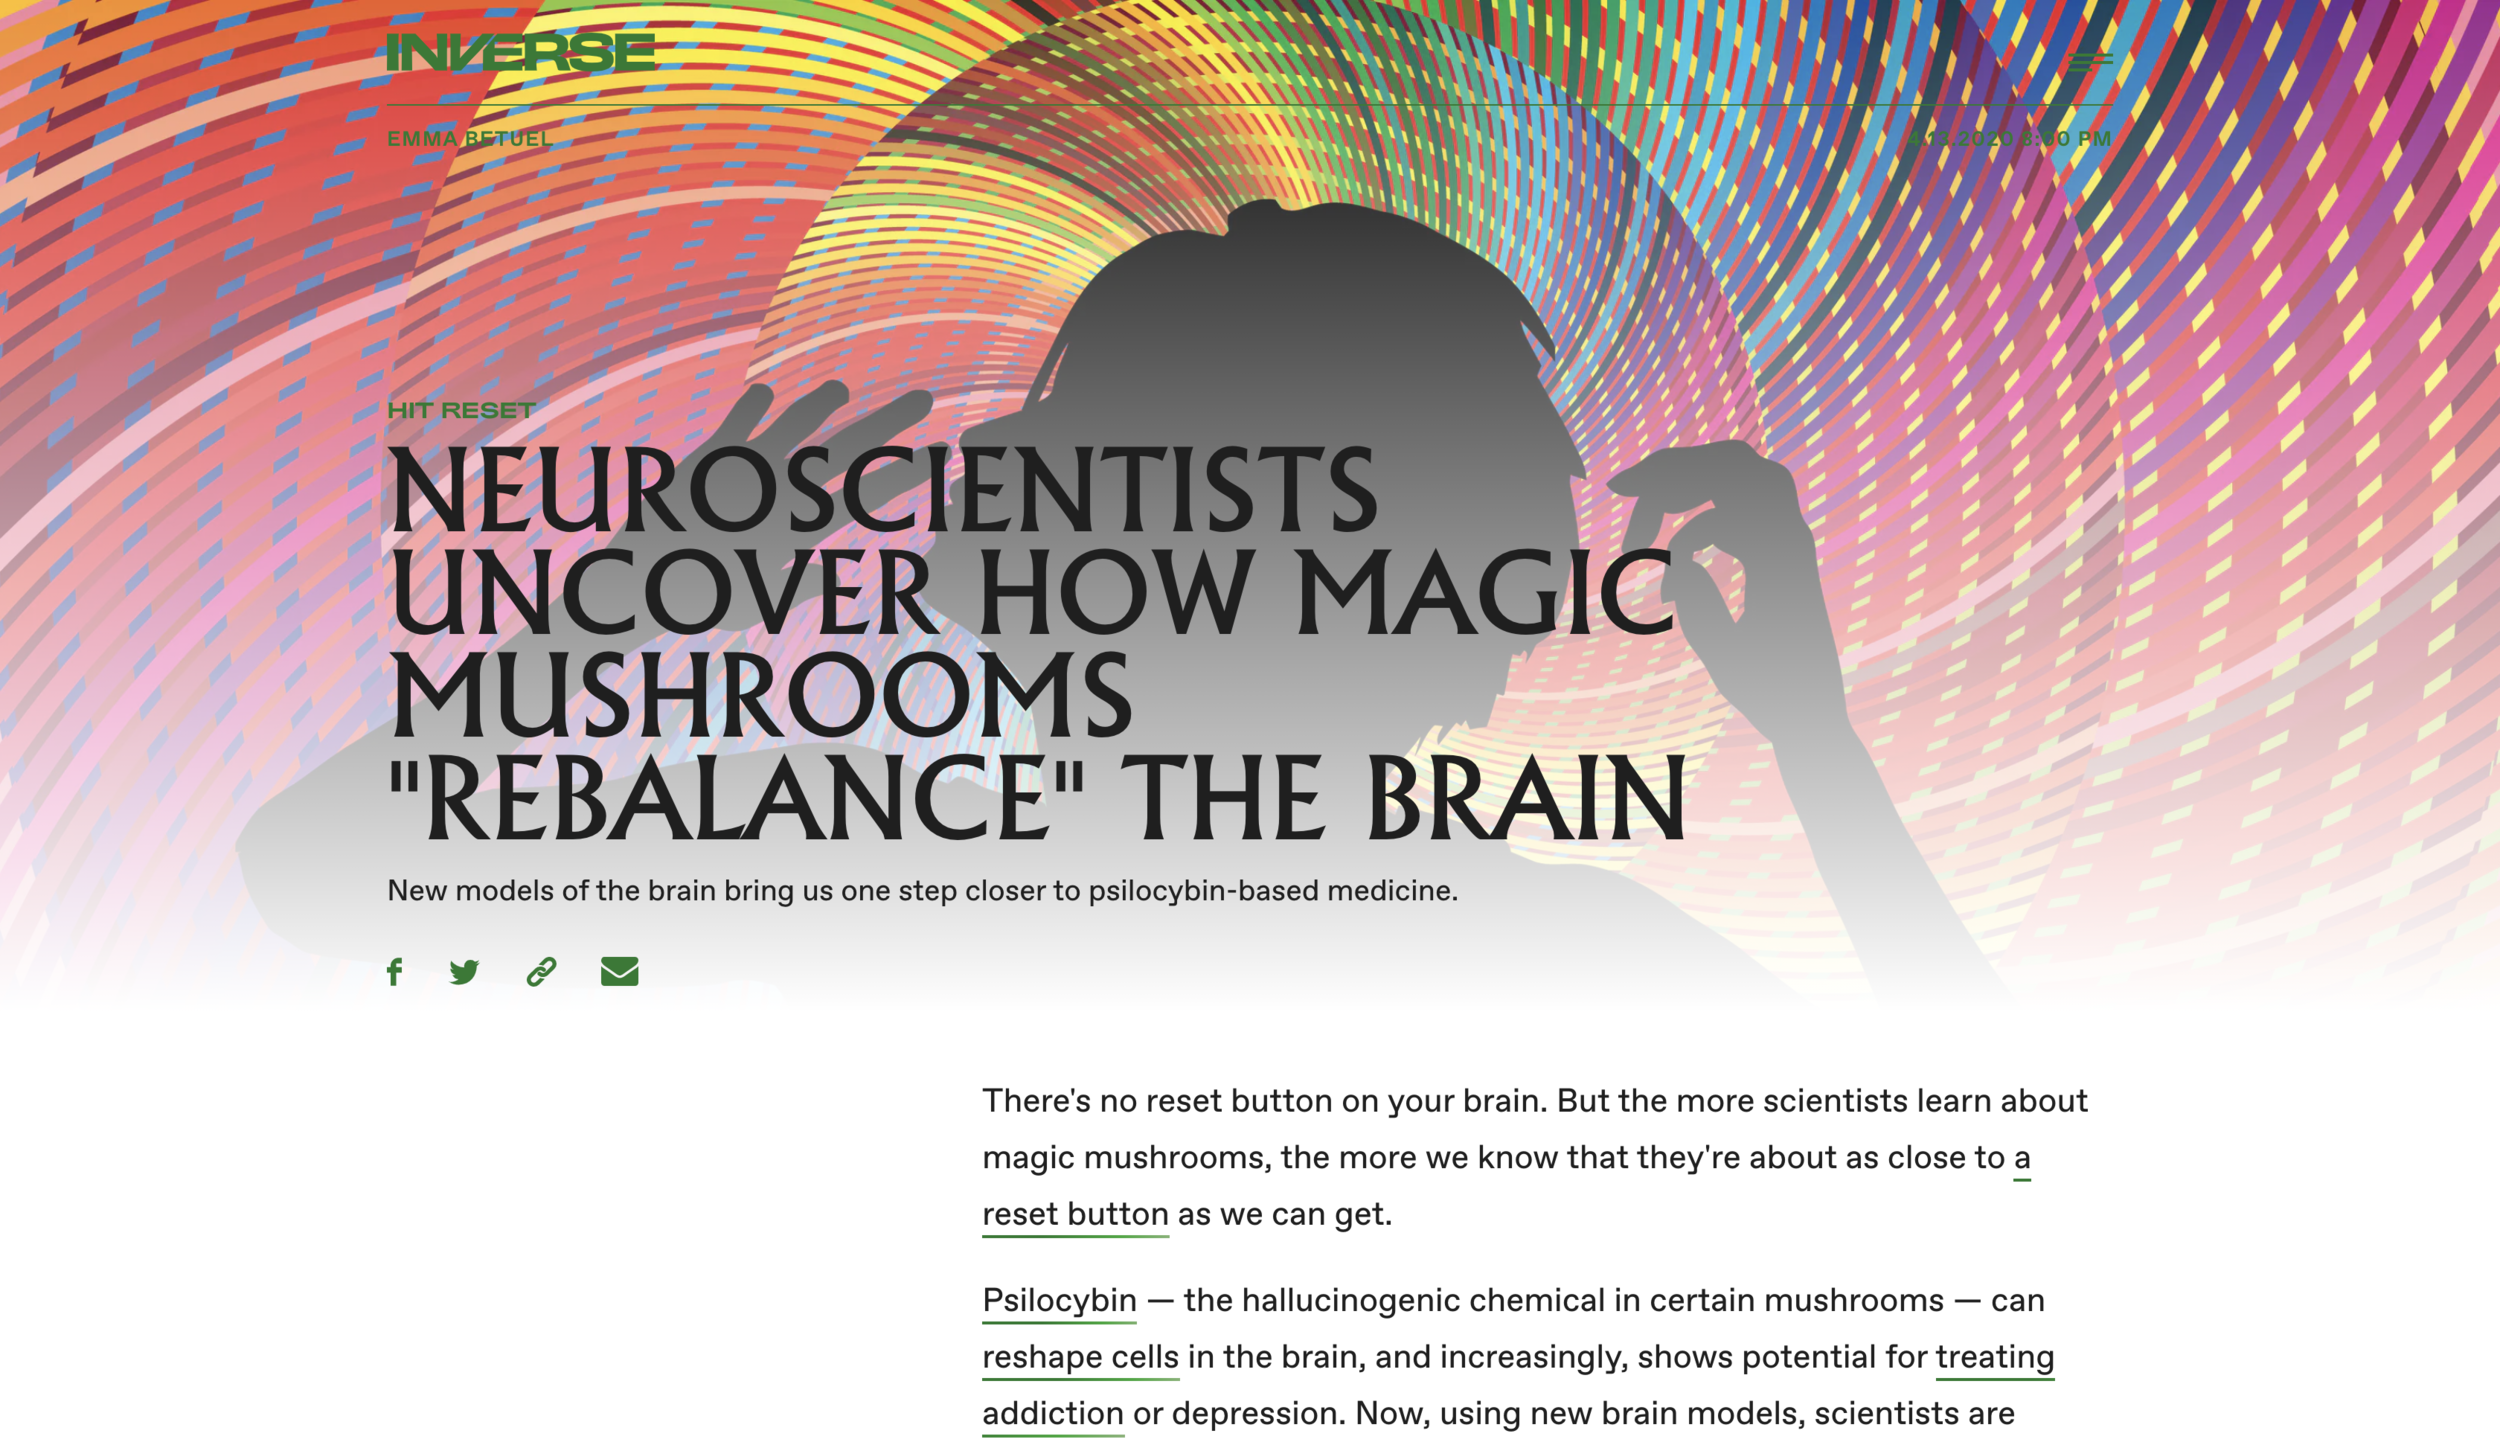 INVERSE
EMMA BETUEL
4.13.2020 8:00 PM
HIT RESET
NEUROSCIENTISTS
UNCOVER HOW MAGIC
MUSHROOMS
"REBALANCE" THE BRAIN
New models of the brain bring us one step closer to psilocybin-based medicine.
There's no reset button on your brain. But the more scientists learn about
magic mushrooms, the more we know that they're about as close to a
reset button as we can get.
Psilocybin — the hallucinogenic chemical in certain mushrooms — can
reshape cells in the brain, and increasingly, shows potential for treating
addiction or depression. Now, using new brain models, scientists are